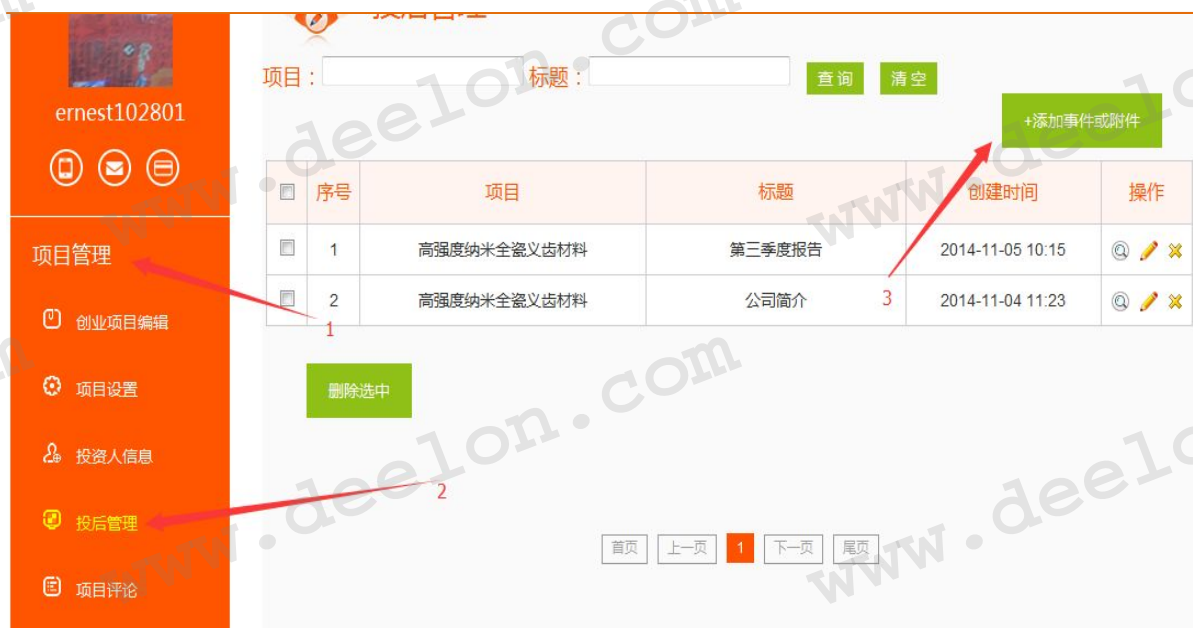 投后管理
项目： 标题： 查询 清空
ernest102801
+添加事件或附件
序号 项目 标题 创建时间 操作
1 高强度纳米全瓷义齿材料 第三季度报告 2014-11-05 10:15
2 高强度纳米全瓷义齿材料 公司简介 2014-11-04 11:23
3
项目管理
1
创业项目编辑
项目设置
删除选中
投资人信息
2
投后管理
首页 上一页 1 下一页 尾页
项目评论
www.deelon.com
www.deelon.com
www.deelon
www.deelon